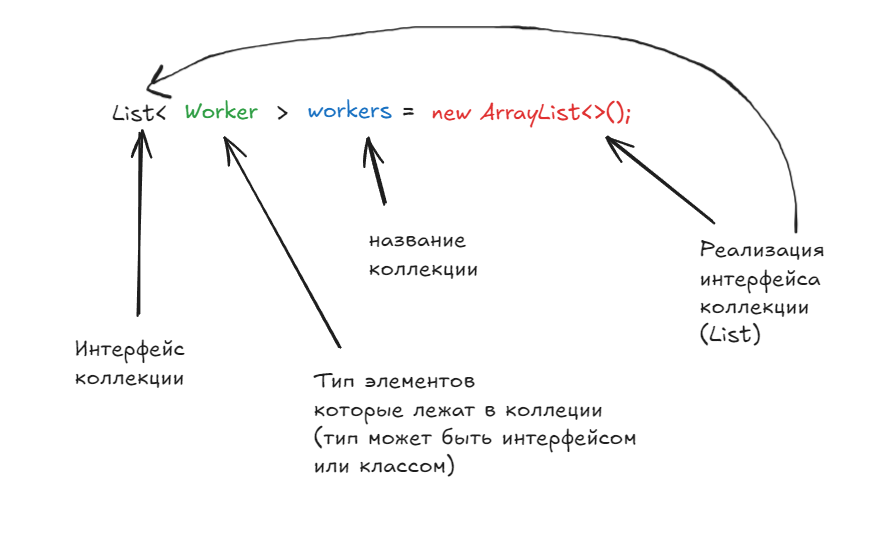 List< Worker > workers = new ArrayList<>();
название
коллекции
Реализация
интерфейса
коллекции
(List)
Интерфейс
коллекции
Тип элементов
которые лежат в коллеции
(тип может быть интерфейсом
или классом)